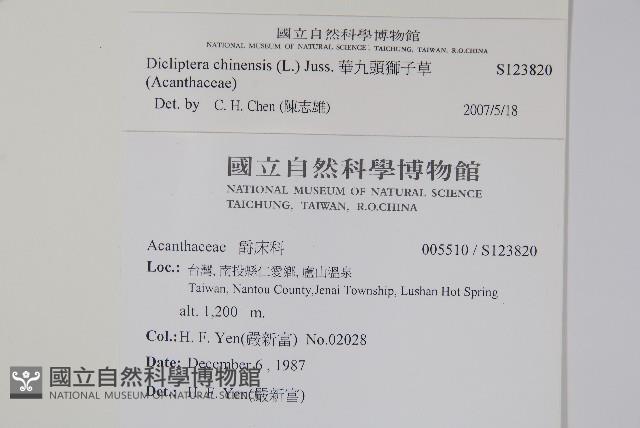 國立自然科學博物館
NATIONAL MUSEUM OF NATURAL SCIENCE, TAICHUNG, TAIWAN, R.O.CHINA
Dicliptera chinensis (L.) Juss. 華九頭獅子草 S123820
(Acanthaceae)
Det. by C. H. Chen (陳志雄) 2007/5/18
國立自然科學博物館
NATIONAL MUSEUM OF NATURAL SCIENCE
TAICHUNG, TAIWAN, R.O.CHINA
Acanthaceae 爵床科 005510 / S123820
Loc.: 台灣, 南投縣仁愛鄉, 廬山溫泉
Taiwan, Nantou County,Jenai Township, Lushan Hot Spring
alt. 1,200 m.
Col.: H. F. Yen(嚴新富) No.02028
Date: December 6 , 1987
Det.: H. F. Yen(嚴新富)
國立自然科學博物館
NATIONAL MUSEUM OF NATURAL SCIENCE